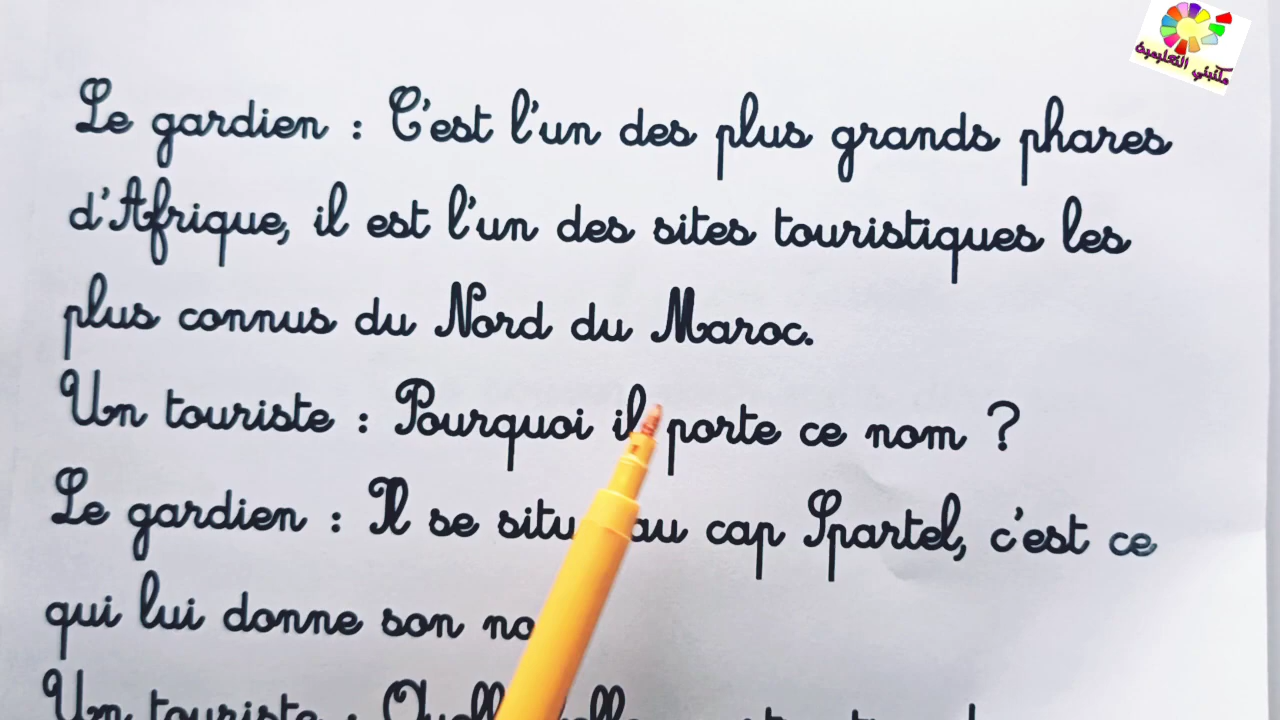 مكتبتي التعليمية
Le gardien : C'est l'un des plus grands phares
d'Afrique, il est l'un des sites touristiques les
plus connus du Nord du Maroc.
Un touriste : Pourquoi il porte ce nom ?
Le gardien : Il se situ au cap Spartel, c'est ce
qui lui donne son no
Un touriste :